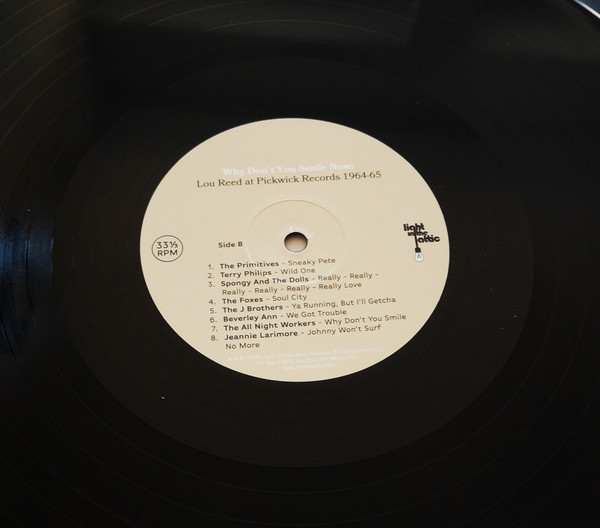 Why Don't You Smile Now:
Lou Reed at Pickwick Records 1964-65
33⅓
RPM
Side B
light
in the
attic
1. The Primitives – Sneaky Pete
2. Terry Philips – Wild One
3. Spongy And The Dolls – Really – Really –
Really – Really – Really – Really Love
4. The Foxes – Soul City
5. The J Brothers – Ya Running, But I'll Getcha
6. Beverley Ann – We Got Trouble
7. The All Night Workers – Why Don't You Smile
8. Jeannie Larimore – Johnny Won't Surf
No More